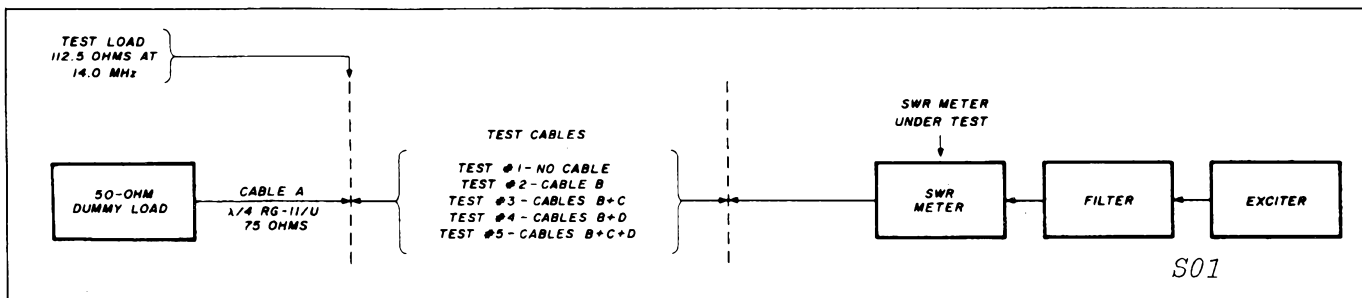 TEST LOAD
112.5 OHMS AT
14.0 MHz
SWR METER
UNDER TEST
TEST CABLES
TEST #1-NO CABLE
TEST #2-CABLE B
TEST #3-CABLES B+C
TEST #4-CABLES B+D
TEST #5-CABLES B+C+D
50-OHM
DUMMY LOAD
CABLE A
λ/4 RG-11/U
75 OHMS
SWR
METER
FILTER
EXCITER
S01